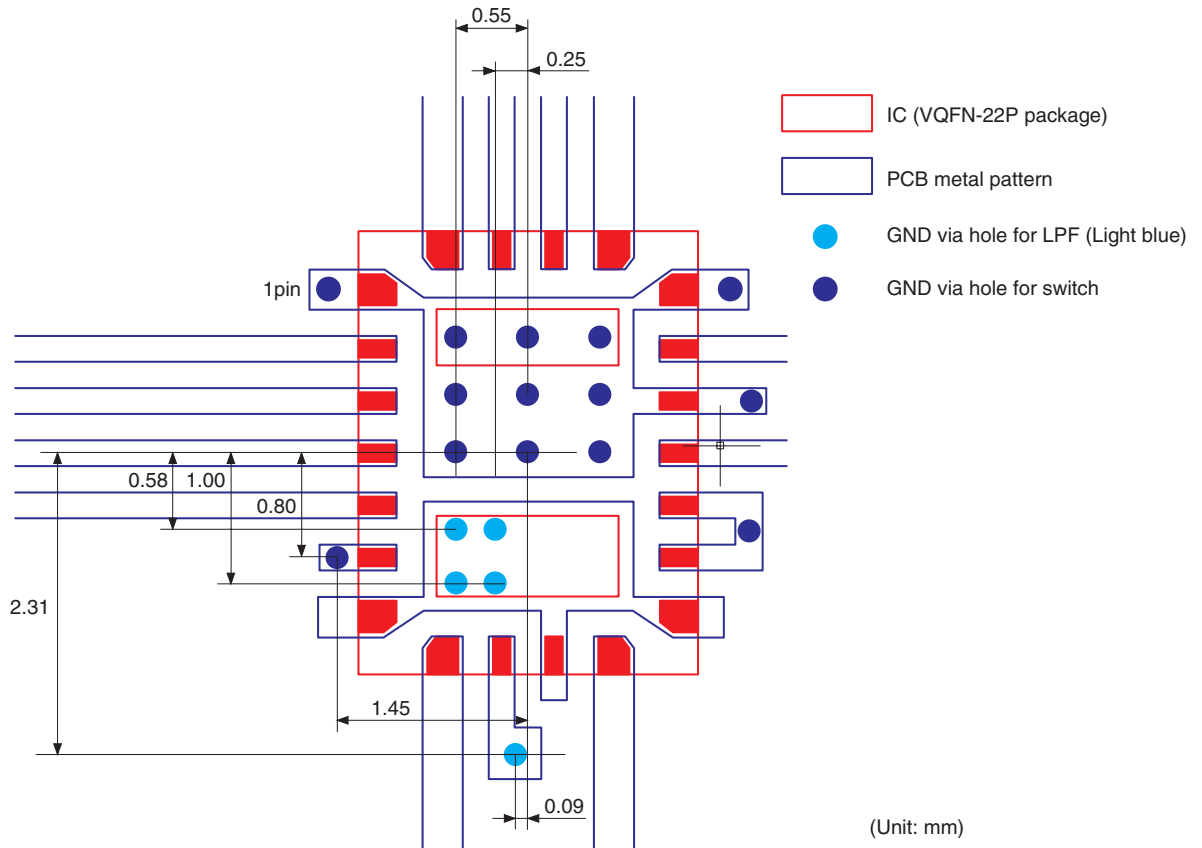 0.55
0.25
IC (VQFN-22P package)
PCB metal pattern
GND via hole for LPF (Light blue)
1pin
GND via hole for switch
0.58 1.00
0.80
2.31
1.45
0.09
(Unit: mm)